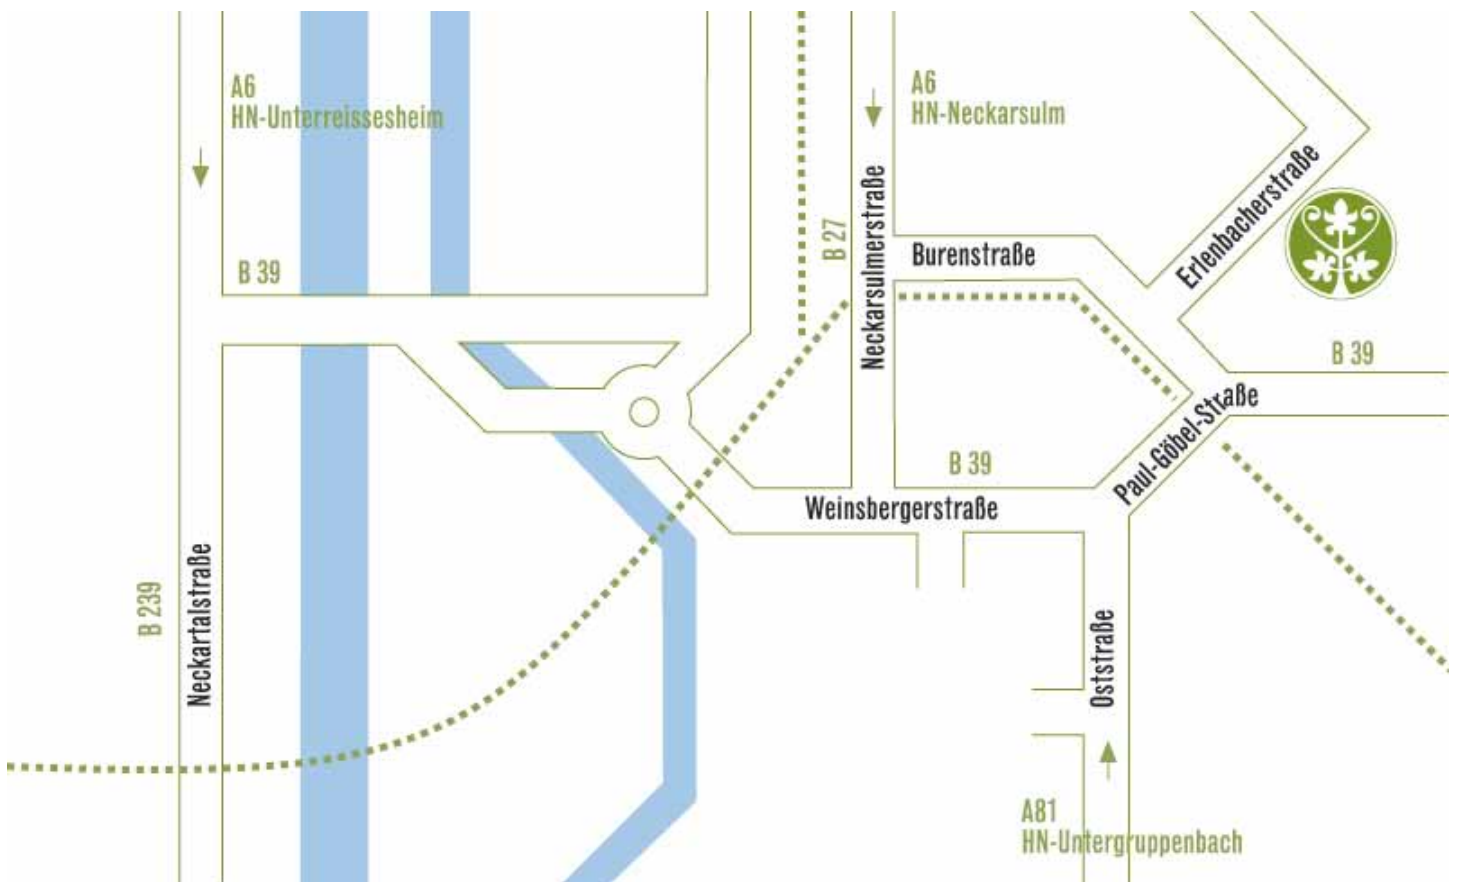 A6
HN-Unterreissesheim
A6
HN-Neckarsulm
Erlenbacherstraße
Neckarsulmerstraße
B 27
Burenstraße
B 39
B 39
Paul-Göbel-Straße
B 39
Weinsbergerstraße
B 239
Neckartalstraße
Oststraße
A81
HN-Untergruppenbach